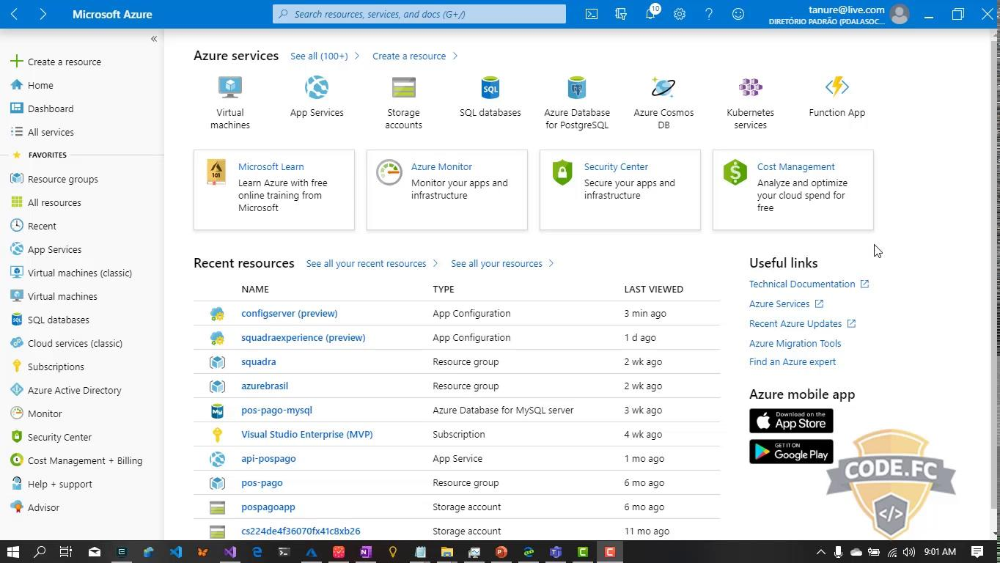 Microsoft Azure
Search resources, services, and docs (G+/)
10
tanure@live.com
DIRETÓRIO PADRÃO (PDALASOC...
«
Create a resource
Home
Dashboard
All services
FAVORITES
Resource groups
All resources
Recent
App Services
Virtual machines (classic)
Virtual machines
SQL databases
Cloud services (classic)
Subscriptions
Azure Active Directory
Monitor
Security Center
Cost Management + Billing
Help + support
Advisor
Azure services
See all (100+)
Create a resource
Virtual
machines
App Services
Storage
accounts
SQL
SQL databases
Azure Database
for PostgreSQL
Azure Cosmos
DB
Kubernetes
services
Function App
101
Microsoft Learn
Learn Azure with free
online training from
Microsoft
Azure Monitor
Monitor your apps and
infrastructure
Security Center
Secure your apps and
infrastructure
$
Cost Management
Analyze and optimize
your cloud spend for
free
Recent resources
See all your recent resources
See all your resources
NAME TYPE LAST VIEWED
configserver (preview) App Configuration 3 min ago
squadraexperience (preview) App Configuration 1 d ago
squadra Resource group 2 wk ago
azurebrasil Resource group 2 wk ago
My pos-pago-mysql Azure Database for MySQL server 3 wk ago
Visual Studio Enterprise (MVP) Subscription 4 wk ago
api-pospago App Service 1 mo ago
pos-pago Resource group 6 mo ago
pospagoapp Storage account 6 mo ago
cs224de4f36070fx41c8xb26 Storage account 11 mo ago
Useful links
Technical Documentation
Azure Services
Recent Azure Updates
Azure Migration Tools
Find an Azure expert
Azure mobile app
Download on the
App Store
GET IT ON
Google Play
CODE.FC
</>
9:01 AM